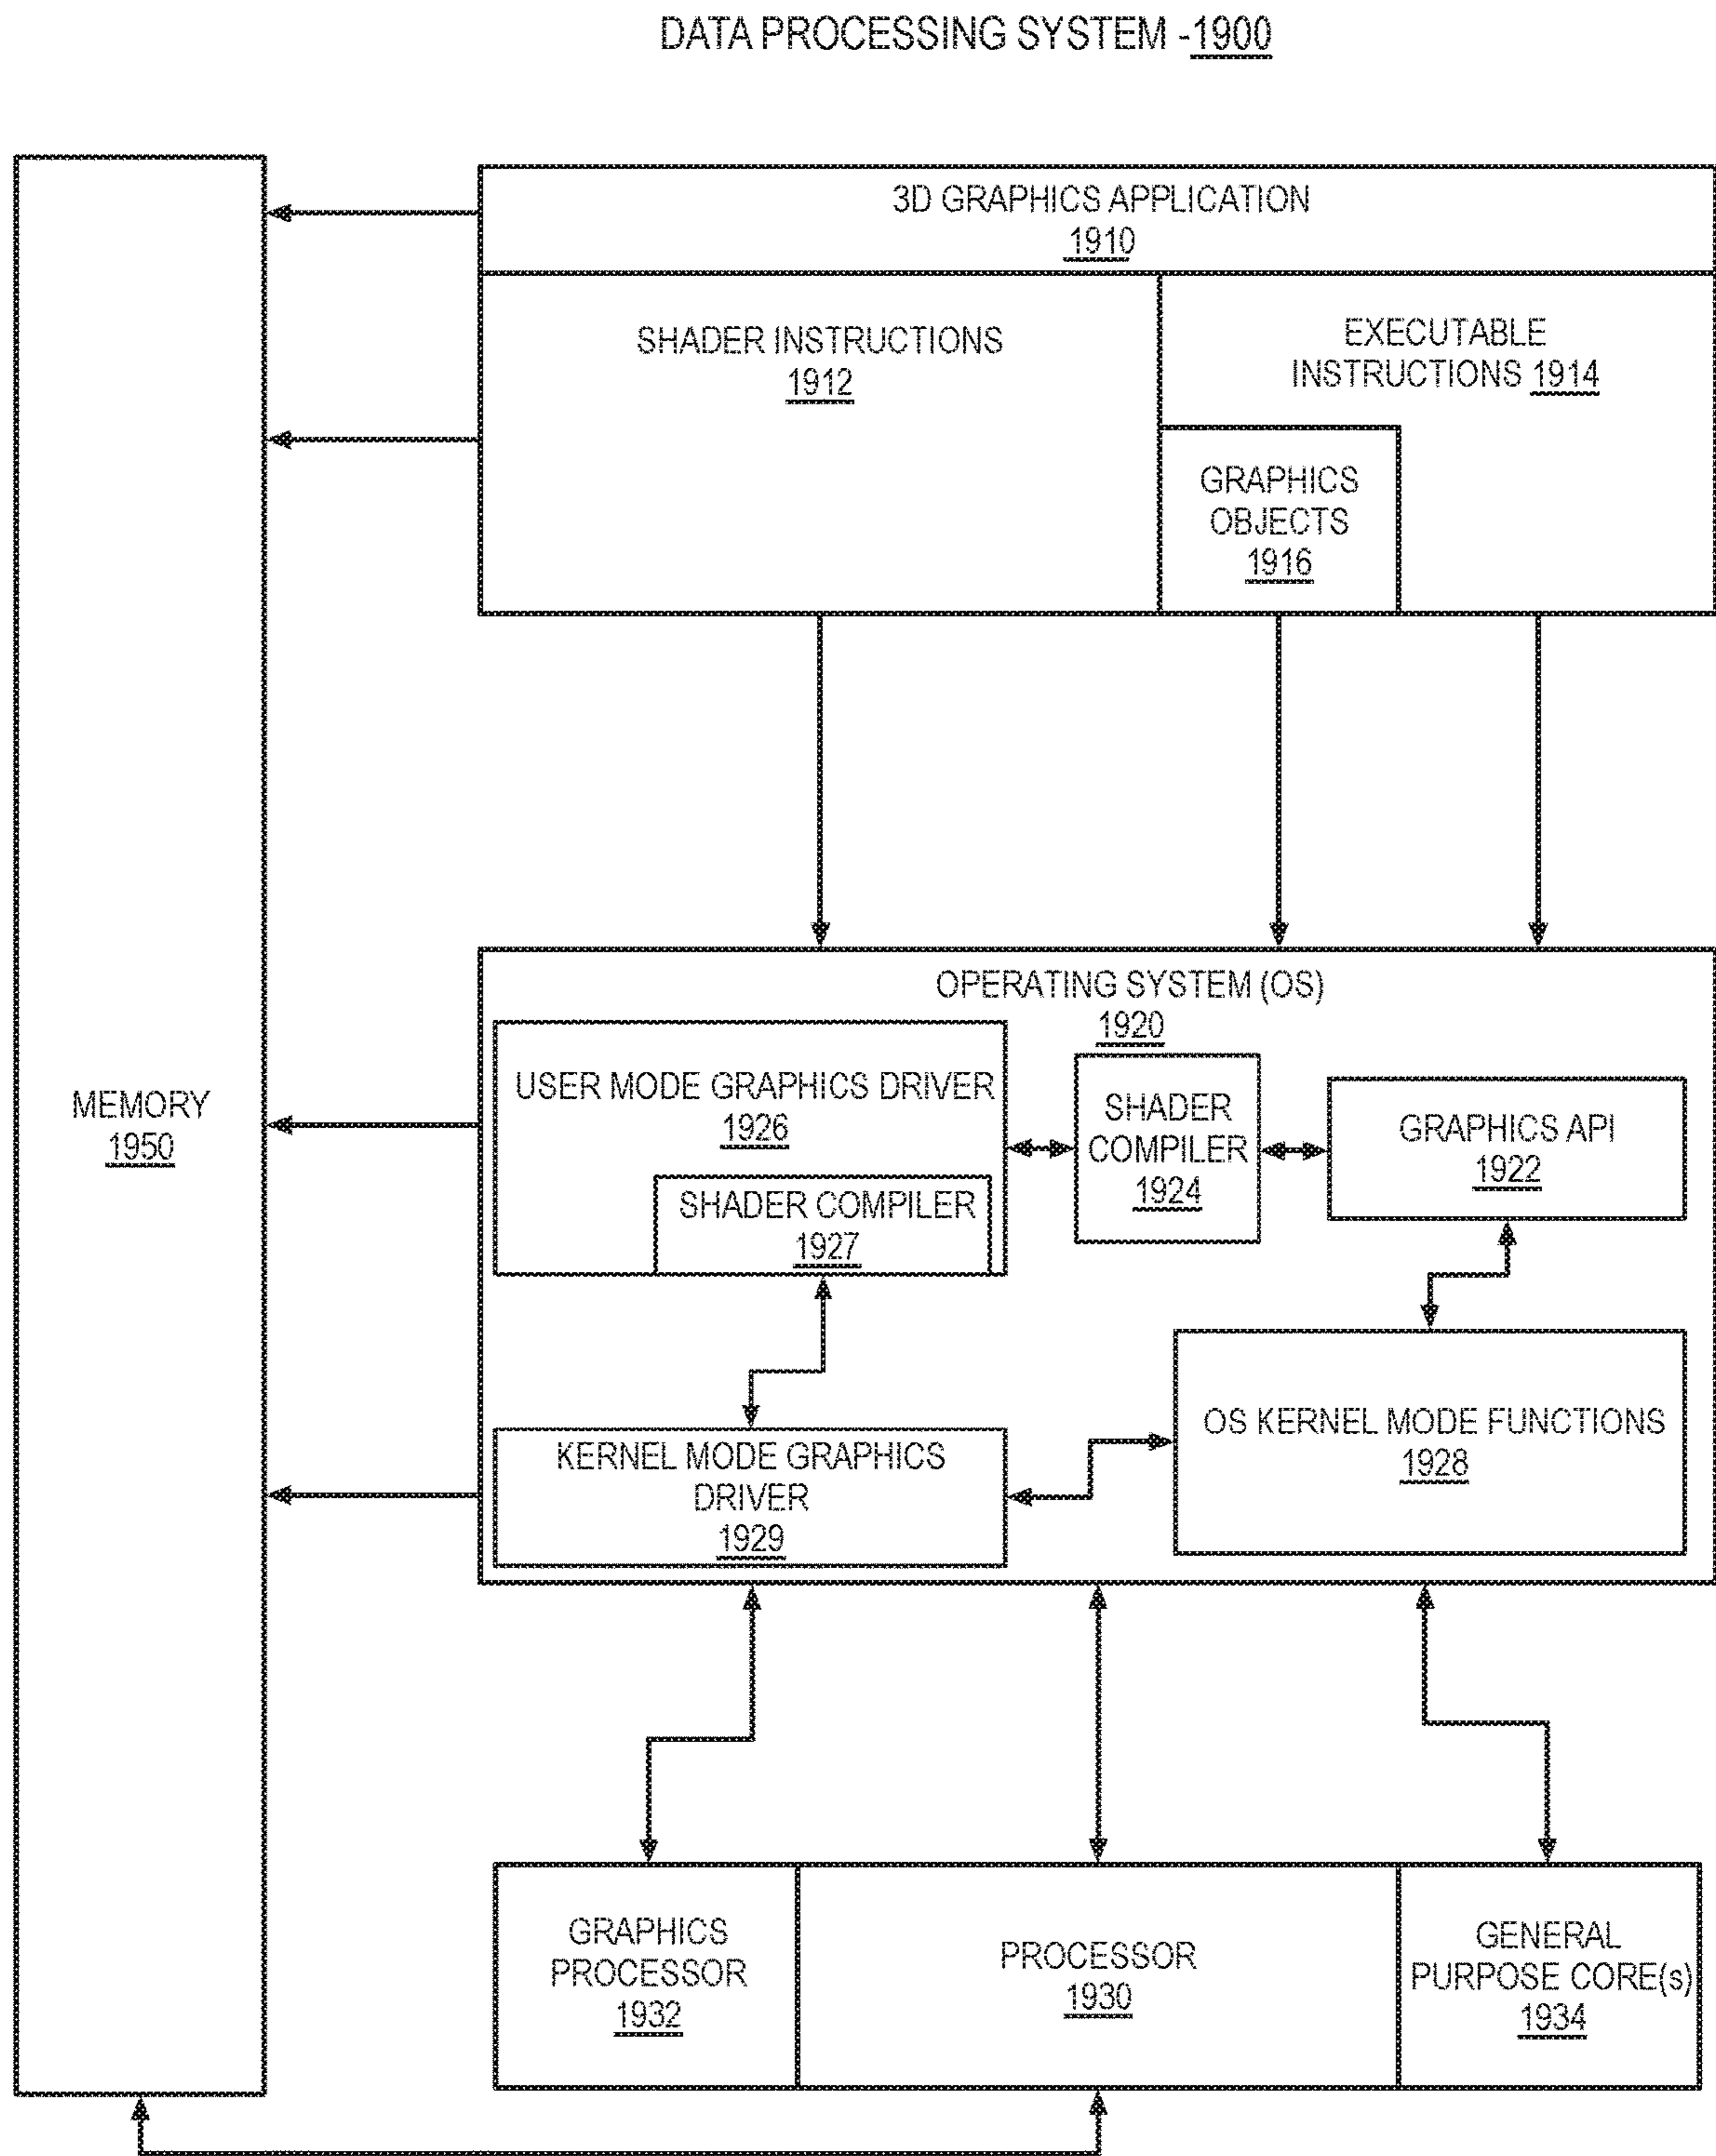 DATA PROCESSING SYSTEM -1900
3D GRAPHICS APPLICATION
1910
SHADER INSTRUCTIONS
1912
EXECUTABLE
INSTRUCTIONS 1914
GRAPHICS
OBJECTS
1916
MEMORY
1950
OPERATING SYSTEM (OS)
1920
USER MODE GRAPHICS DRIVER
1926
SHADER COMPILER
1927
SHADER
COMPILER
1924
GRAPHICS API
1922
KERNEL MODE GRAPHICS
DRIVER
1929
OS KERNEL MODE FUNCTIONS
1928
GRAPHICS
PROCESSOR
1932
PROCESSOR
1930
GENERAL
PURPOSE CORE(s)
1934